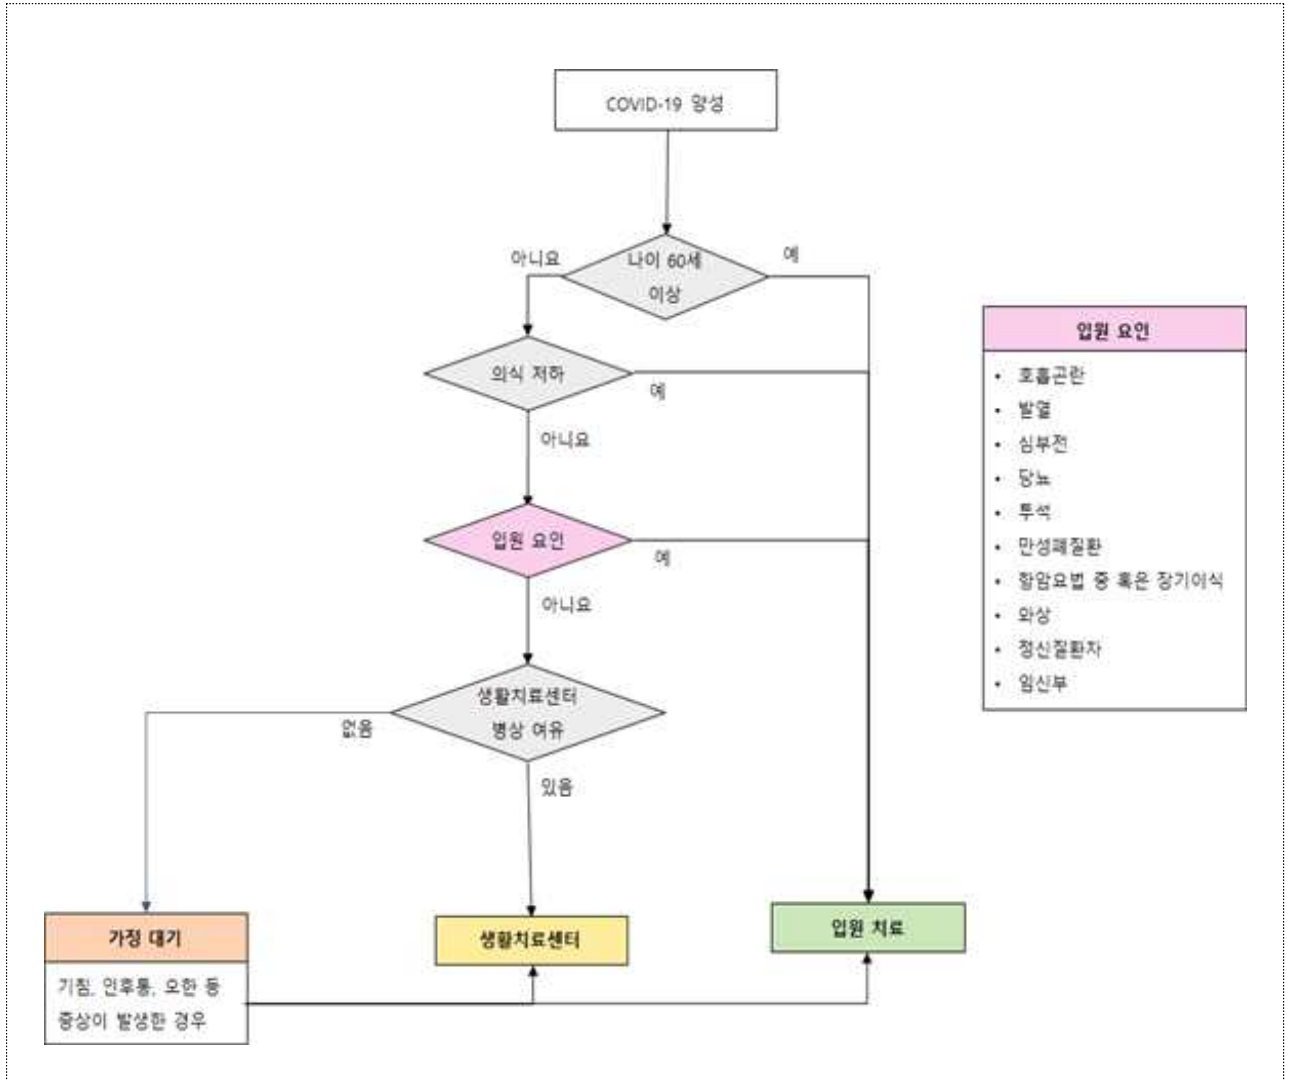 COVID-19 양성
나이 60세
이상
아니요
예
의식 저하
예
아니요
입원 요인
예
아니요
생활치료센터
병상 여유
없음
있음
가정 대기
기침, 인후통, 오한 등
증상이 발생한 경우
생활치료센터
입원 치료
입원 요인
• 호흡곤란
• 발열
• 심부전
• 당뇨
• 투석
• 만성폐질환
• 항암요법 중 혹은 장기이식
• 와상
• 정신질환자
• 임신부